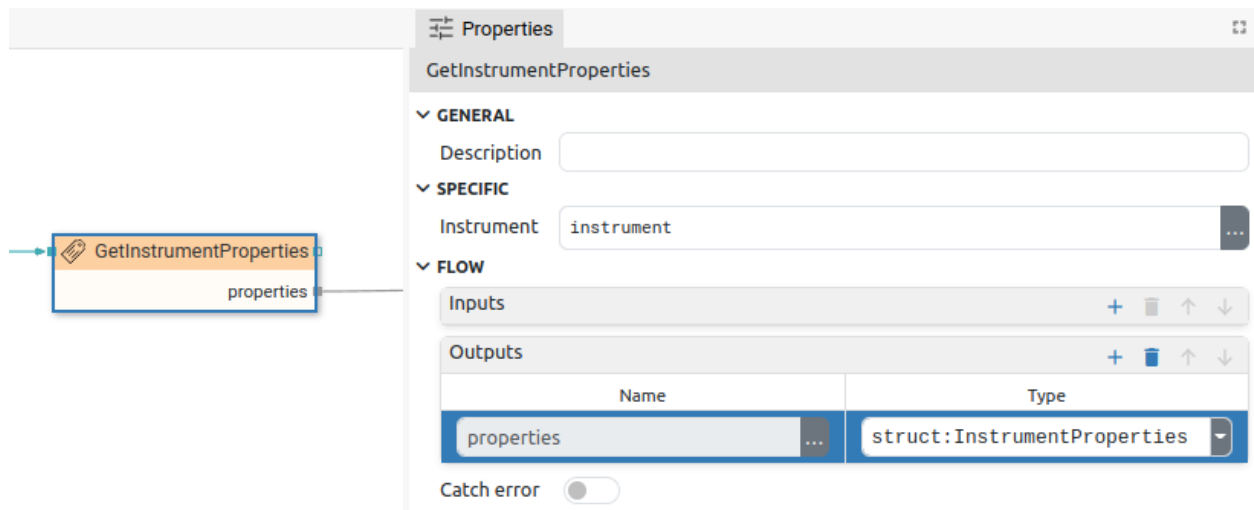 Properties
GetInstrumentProperties
GENERAL
Description
SPECIFIC
Instrument instrument ...
GetInstrumentProperties
FLOW
properties
Inputs
Outputs
Name Type
properties ... struct:InstrumentProperties
Catch error